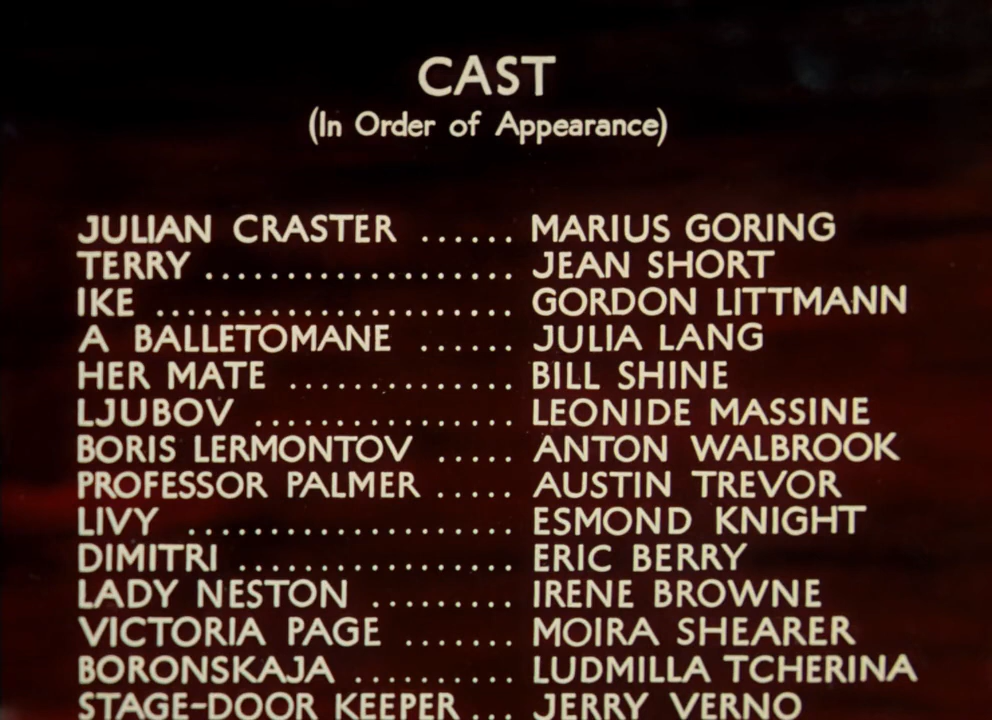 CAST
(In Order of Appearance)
JULIAN CRASTER ...... MARIUS GORING
TERRY ................... JEAN SHORT
IKE ...................... GORDON LITTMANN
A BALLETOMANE ...... JULIA LANG
HER MATE .............. BILL SHINE
LJUBOV ................ LEONIDE MASSINE
BORIS LERMONTOV ..... ANTON WALBROOK
PROFESSOR PALMER ..... AUSTIN TREVOR
LIVY .................... ESMOND KNIGHT
DIMITRI ................. ERIC BERRY
LADY NESTON ......... IRENE BROWNE
VICTORIA PAGE ....... MOIRA SHEARER
BORONSKAJA .......... LUDMILLA TCHERINA
STAGE-DOOR KEEPER ... JERRY VERNO